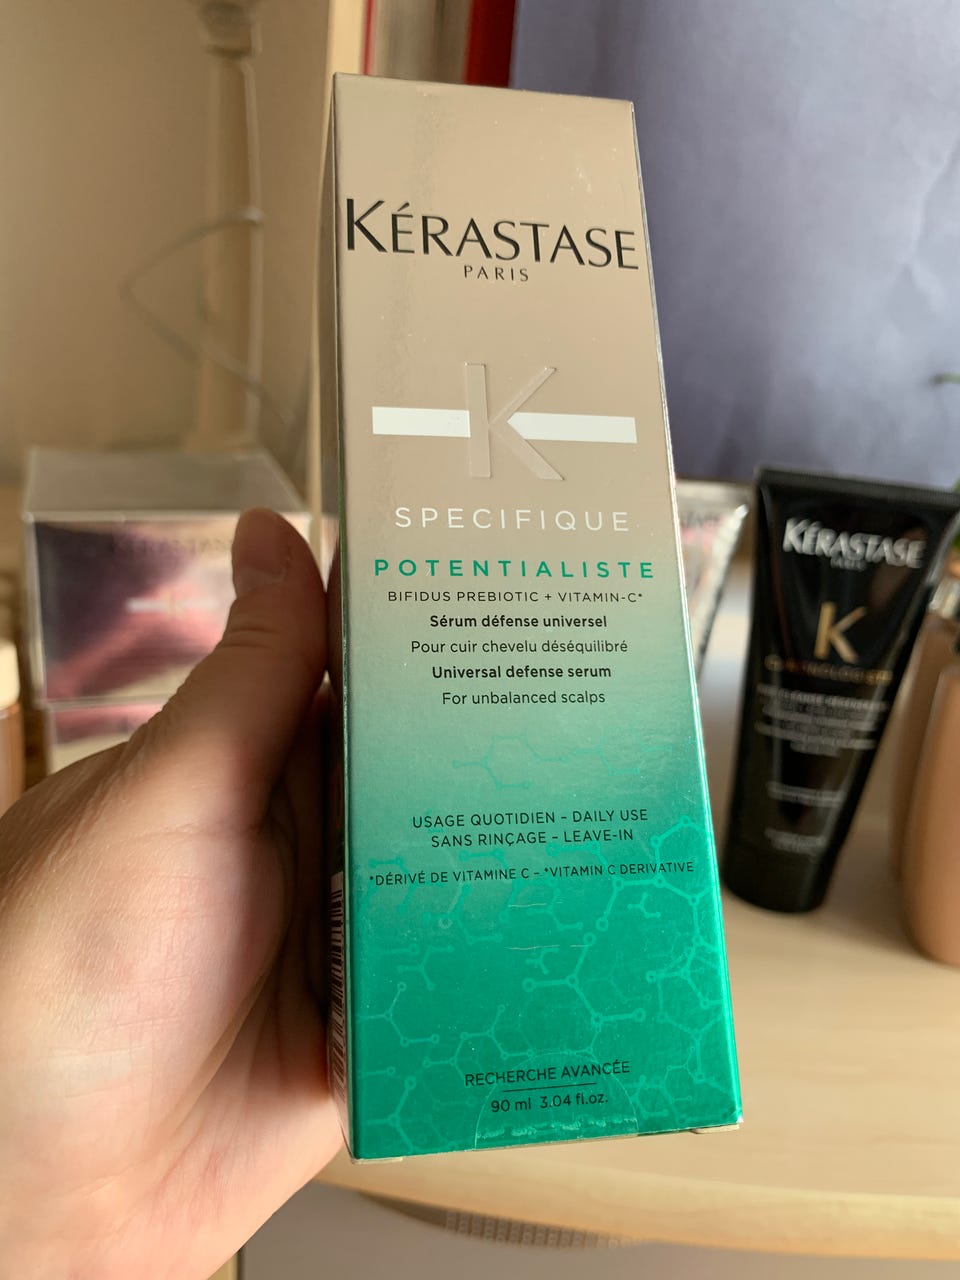 KÉRASTASE
PARIS
K
SPECIFIQUE
POTENTIALISTE
BIFIDUS PREBIOTIC + VITAMIN-C*
Sérum défense universel
Pour cuir chevelu déséquilibré
Universal defense serum
For unbalanced scalps
USAGE QUOTIDIEN – DAILY USE
SANS RINÇAGE – LEAVE-IN
*DÉRIVÉ DE VITAMINE C – *VITAMIN C DERIVATIVE
RECHERCHE AVANCÉE
90 ml 3.04 fl.oz.
KÉRASTASE
PARIS
K